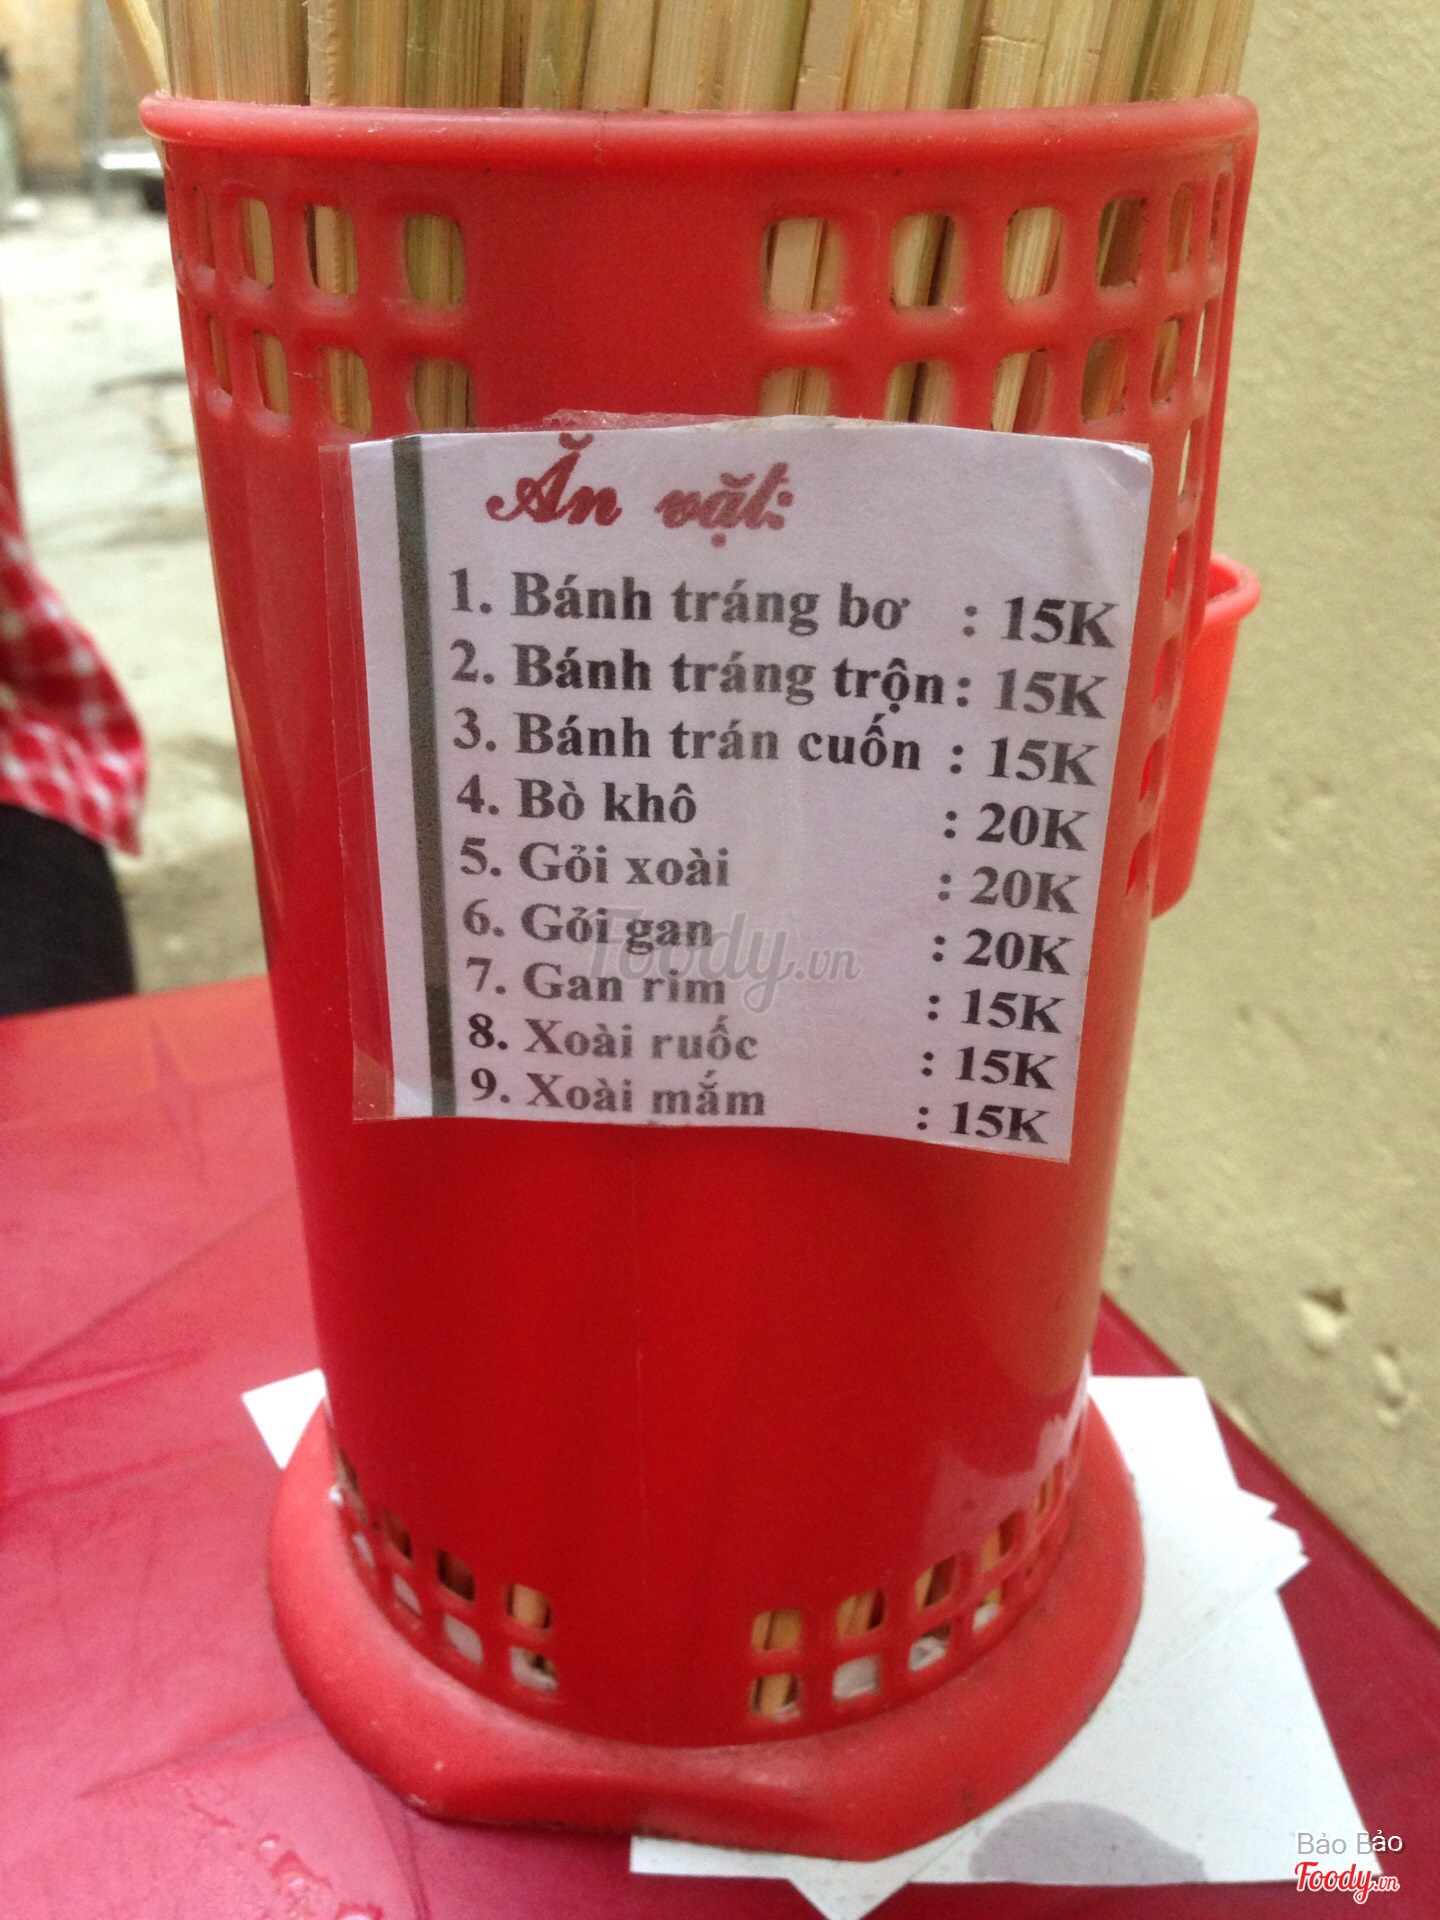 Ăn vặt:
1. Bánh tráng bơ : 15K
2. Bánh tráng trộn : 15K
3. Bánh trán cuốn : 15K
4. Bò khô : 20K
5. Gỏi xoài : 20K
6. Gỏi gan : 20K
7. Gan rim : 15K
8. Xoài ruốc : 15K
9. Xoài mắm : 15K
Foody.vn
Bảo Bảo
Foody.vn